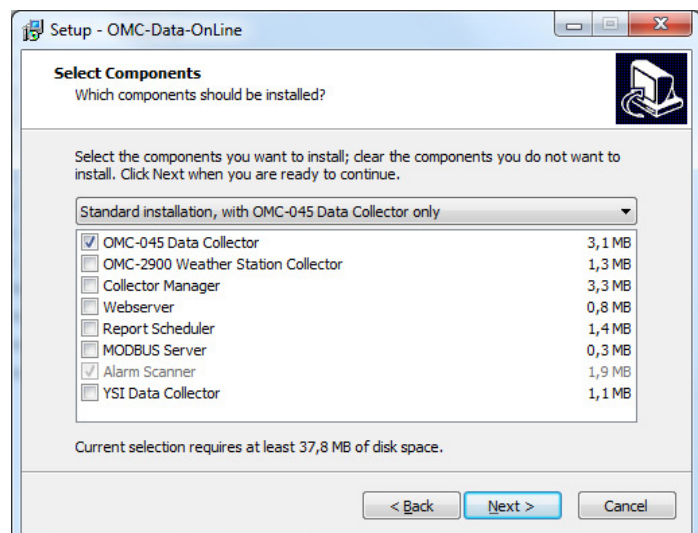 Setup - OMC-Data-OnLine
Select Components
Which components should be installed?
Select the components you want to install; clear the components you do not want to
install. Click Next when you are ready to continue.
Standard installation, with OMC-045 Data Collector only
OMC-045 Data Collector 3,1 MB
OMC-2900 Weather Station Collector 1,3 MB
Collector Manager 3,3 MB
Webserver 0,8 MB
Report Scheduler 1,4 MB
MODBUS Server 0,3 MB
Alarm Scanner 1,9 MB
YSI Data Collector 1,1 MB
Current selection requires at least 37,8 MB of disk space.
< Back Next > Cancel